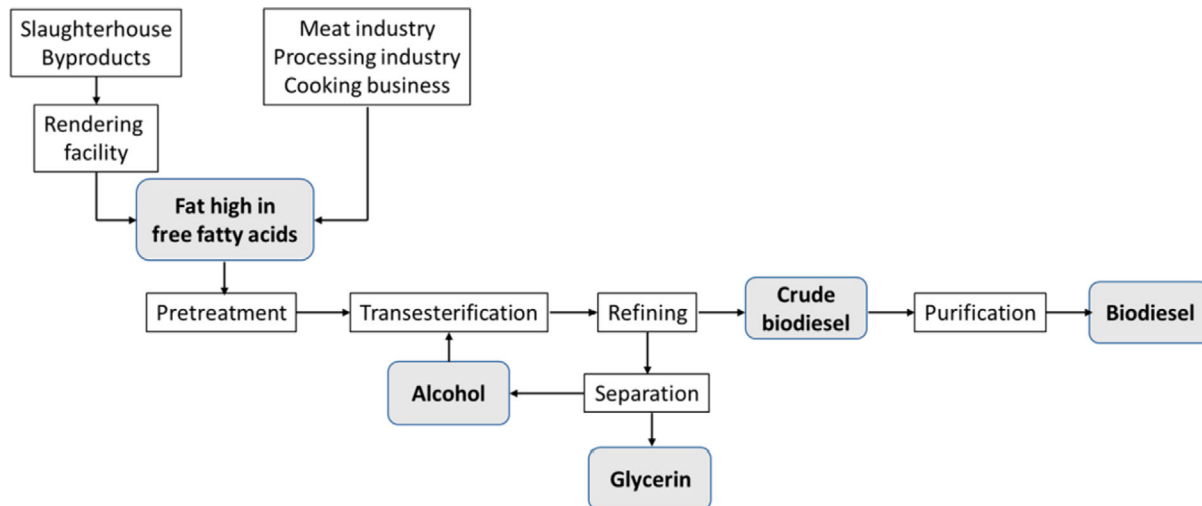 Slaughterhouse
Byproducts
Meat industry
Processing industry
Cooking business
Rendering
facility
Fat high in
free fatty acids
Pretreatment
Transesterification
Refining
Crude
biodiesel
Purification
Biodiesel
Alcohol
Separation
Glycerin